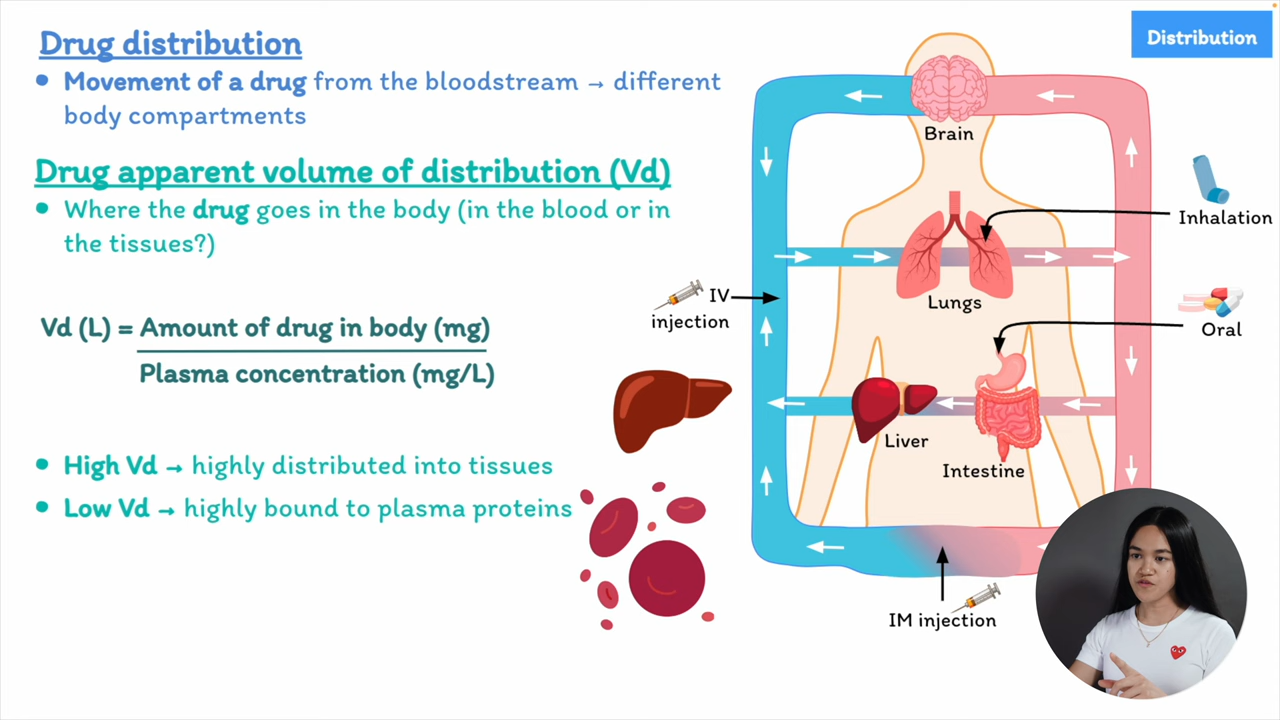 Drug distribution
• Movement of a drug from the bloodstream → different
body compartments
Drug apparent volume of distribution (Vd)
• Where the drug goes in the body (in the blood or in
the tissues?)
Vd (L) = Amount of drug in body (mg)
Plasma concentration (mg/L)
• High Vd → highly distributed into tissues
• Low Vd → highly bound to plasma proteins
Distribution
Brain
Inhalation
Lungs
IV
injection
Oral
Liver
Intestine
IM injection